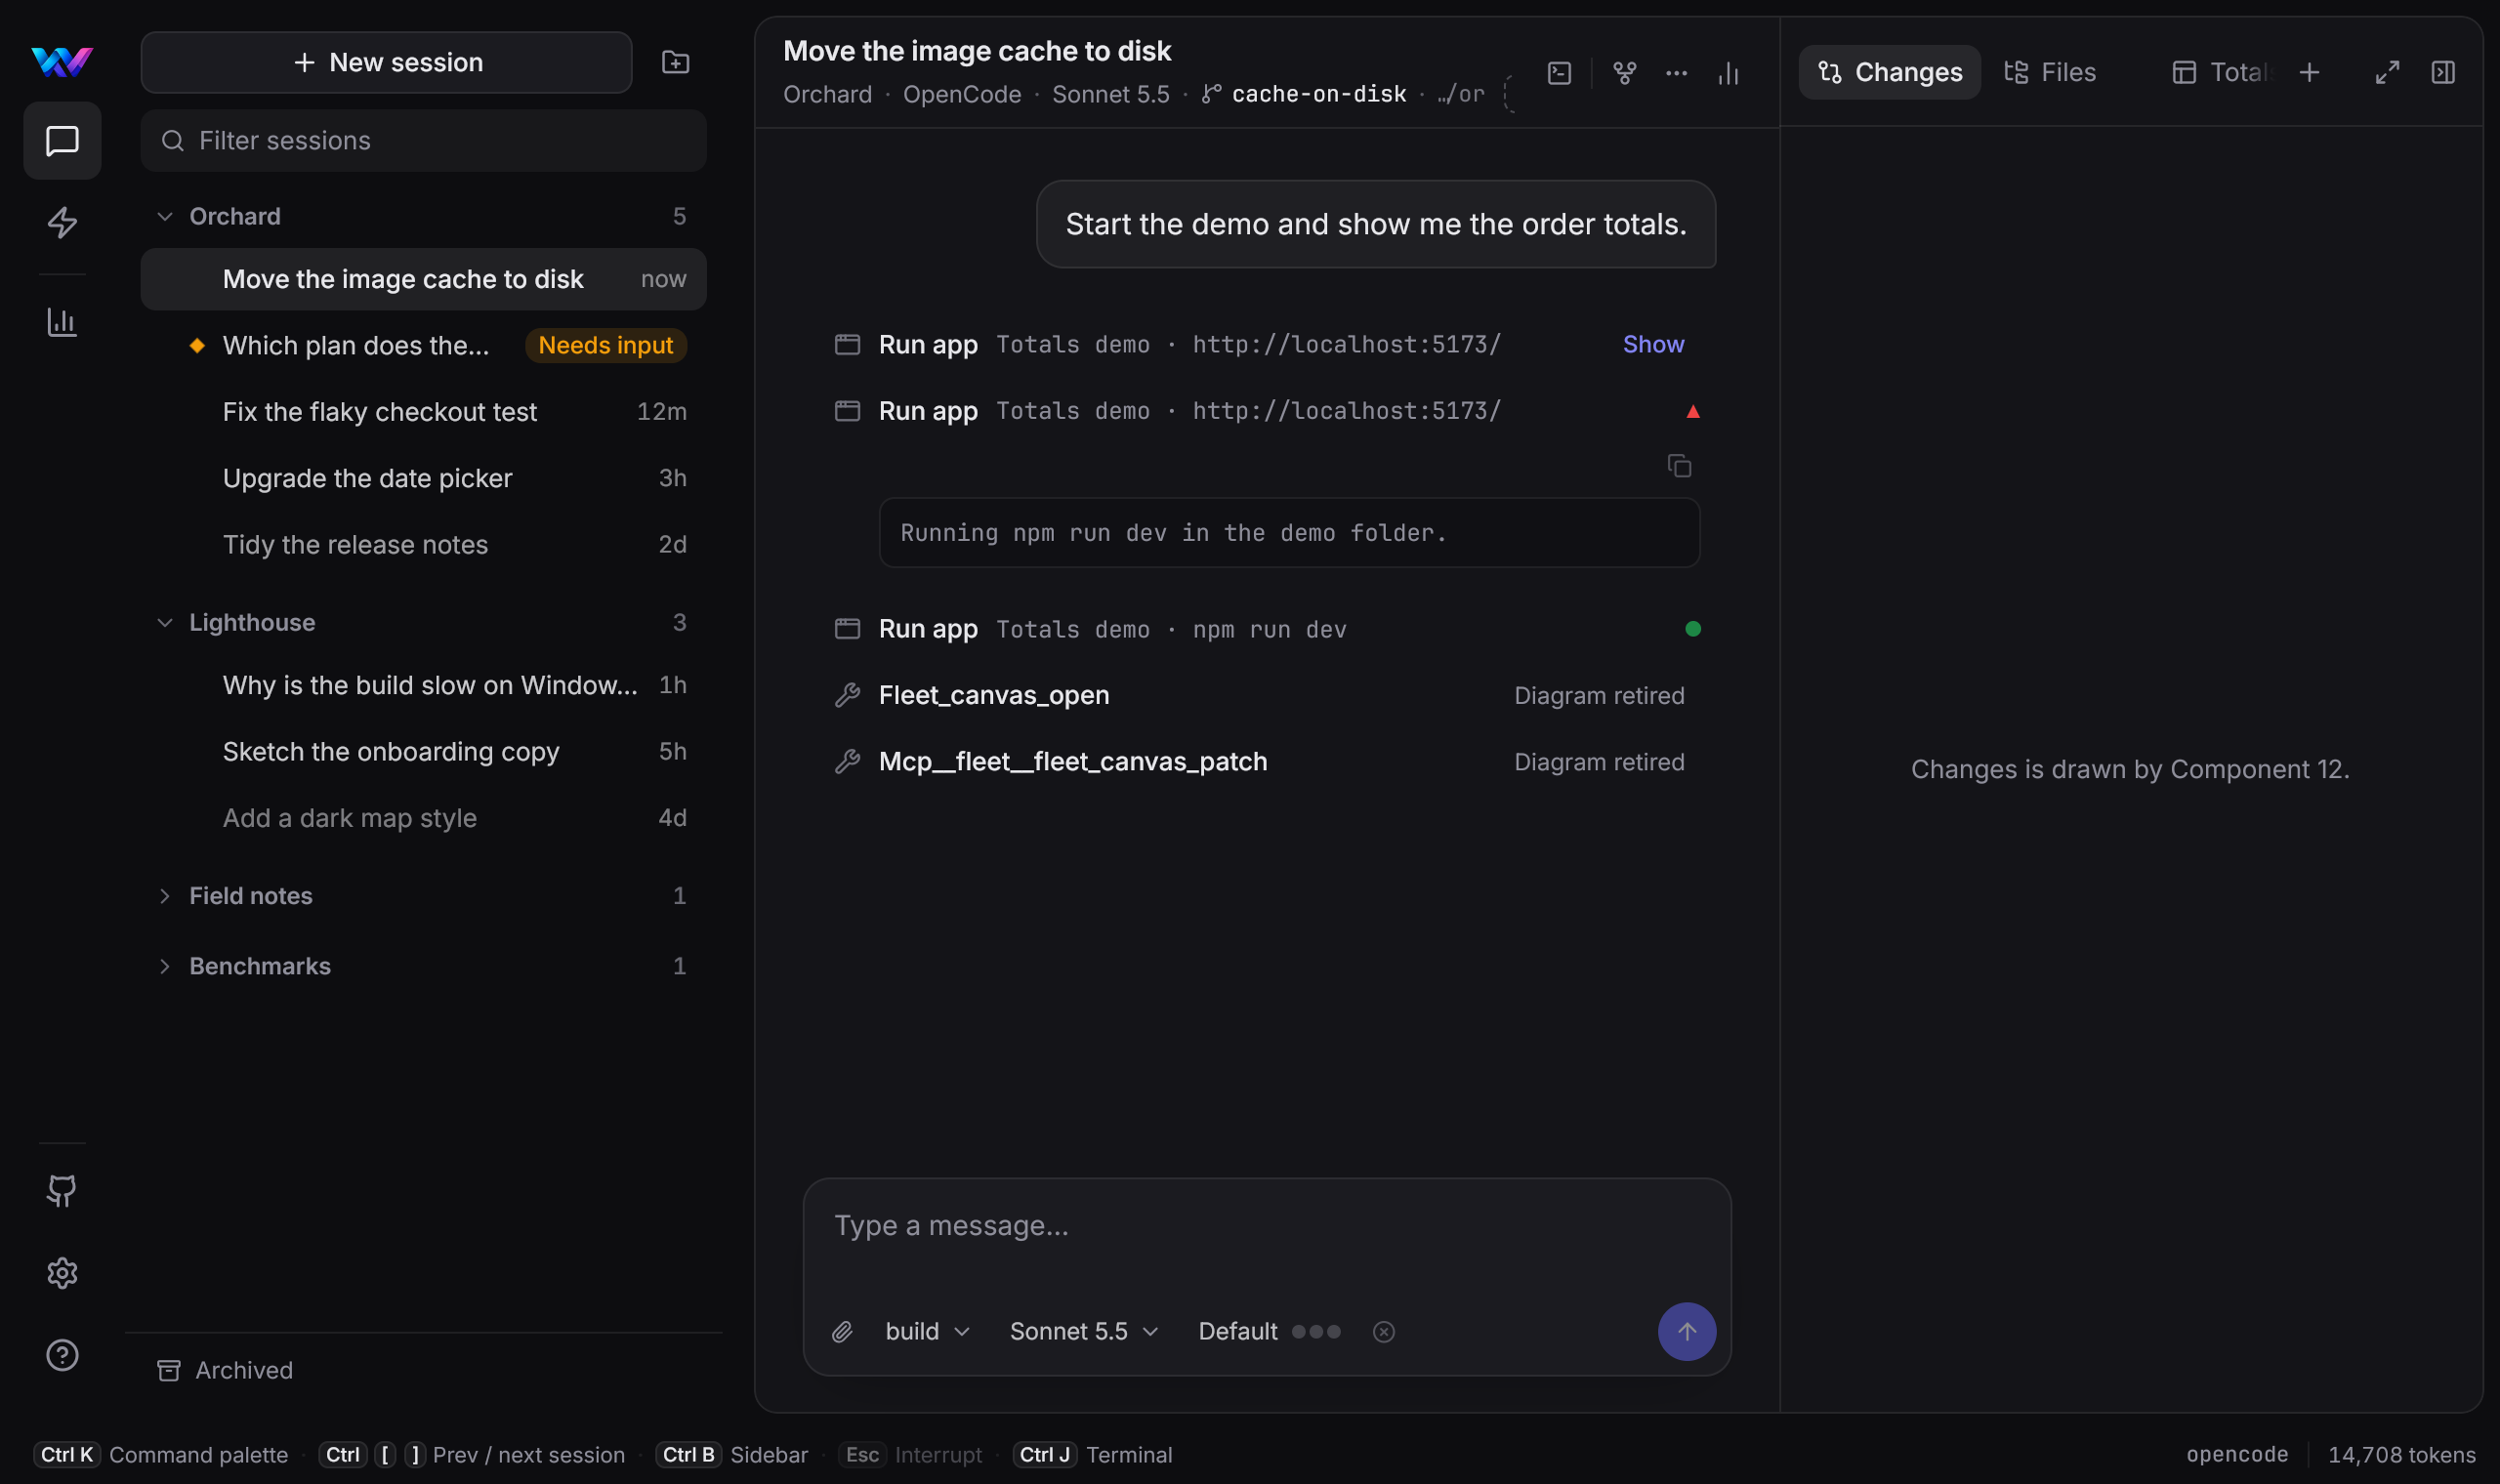 New session
Filter sessions
Orchard 5
Move the image cache to disk now
Which plan does the... Needs input
Fix the flaky checkout test 12m
Upgrade the date picker 3h
Tidy the release notes 2d
Lighthouse 3
Why is the build slow on Window... 1h
Sketch the onboarding copy 5h
Add a dark map style 4d
Field notes 1
Benchmarks 1
Archived
Move the image cache to disk
Orchard · OpenCode · Sonnet 5.5 · cache-on-disk · …/or
Start the demo and show me the order totals.
Run app Totals demo · http://localhost:5173/ Show
Run app Totals demo · http://localhost:5173/
Running npm run dev in the demo folder.
Run app Totals demo · npm run dev
Fleet_canvas_open Diagram retired
Mcp__fleet__fleet_canvas_patch Diagram retired
Type a message...
build Sonnet 5.5 Default
Changes Files Total
Changes is drawn by Component 12.
Ctrl K Command palette · Ctrl [ ] Prev / next session · Ctrl B Sidebar · Esc Interrupt · Ctrl J Terminal
opencode 14,708 tokens